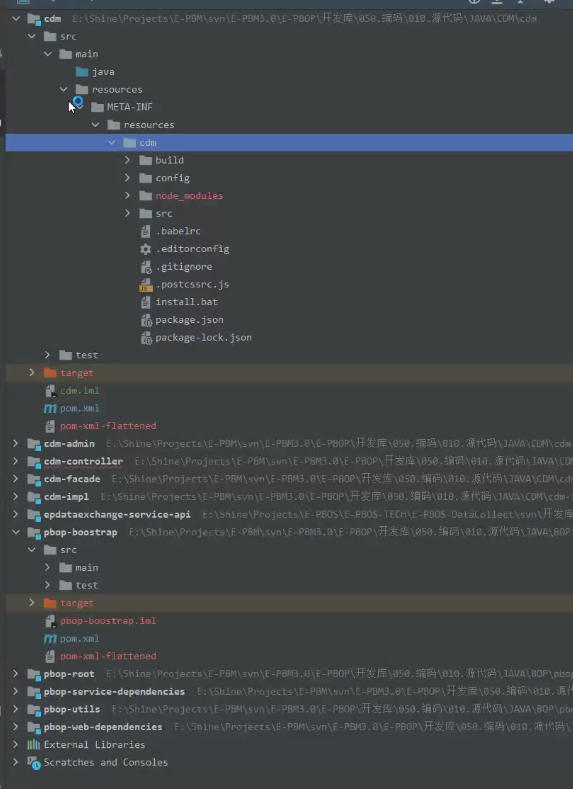 cdm E:\Shine\Projects\E-PBM\svn\E-PBM3.0\E-PBOP\开发库\050.编码\010.源代码\JAVA\CDM\cdm
src
main
java
resources
META-INF
resources
cdm
build
config
node_modules
src
.babelrc
.editorconfig
.gitignore
.postcssrc.js
install.bat
package.json
package-lock.json
test
target
cdm.iml
pom.xml
pom-xml-flattened
cdm-admin E:\Shine\Projects\E-PBM\svn\E-PBM3.0\E-PBOP\开发库\050.编码\010.源代码\JAVA\CDM\cdm-
cdm-controller E:\Shine\Projects\E-PBM\svn\E-PBM3.0\E-PBOP\开发库\050.编码\010.源代码\JAVA\CDM
cdm-facade E:\Shine\Projects\E-PBM\svn\E-PBM3.0\E-PBOP\开发库\050.编码\010.源代码\JAVA\CDM\cd
cdm-impl E:\Shine\Projects\E-PBM\svn\E-PBM3.0\E-PBOP\开发库\050.编码\010.源代码\JAVA\CDM\cdm-
epdataexchange-service-api E:\Shine\Projects\E-PBOS\E-PBOS-TECH\E-PBOS-DataCollect\svn\开发
pbop-boostrap E:\Shine\Projects\E-PBM\svn\E-PBM3.0\E-PBOP\开发库\050.编码\010.源代码\JAVA\BOP
src
main
test
target
pbop-boostrap.iml
pom.xml
pom-xml-flattened
pbop-root E:\Shine\Projects\E-PBM\svn\E-PBM3.0\E-PBOP\开发库\050.编码\010.源代码\JAVA\BOP\pbop
pbop-service-dependencies E:\Shine\Projects\E-PBM\svn\E-PBM3.0\E-PBOP\开发库\050.编码\010.源
pbop-utils E:\Shine\Projects\E-PBM\svn\E-PBM3.0\E-PBOP\开发库\050.编码\010.源代码\JAVA\BOP\pbo
pbop-web-dependencies E:\Shine\Projects\E-PBM\svn\E-PBM3.0\E-PBOP\开发库\050.编码\010.源代码
External Libraries
Scratches and Consoles